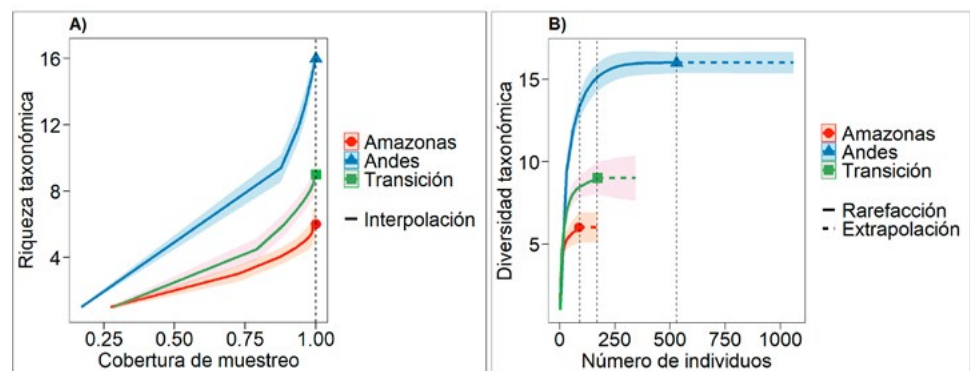 A)
Riqueza taxonómica
16
12
8
4
0.25
0.50
0.75
1.00
Cobertura de muestreo
Amazonas
Andes
Transición
Interpolación
B)
Diversidad taxonómica
15
10
5
0
250
500
750
1000
Número de individuos
Amazonas
Andes
Transición
Rarefacción
Extrapolación